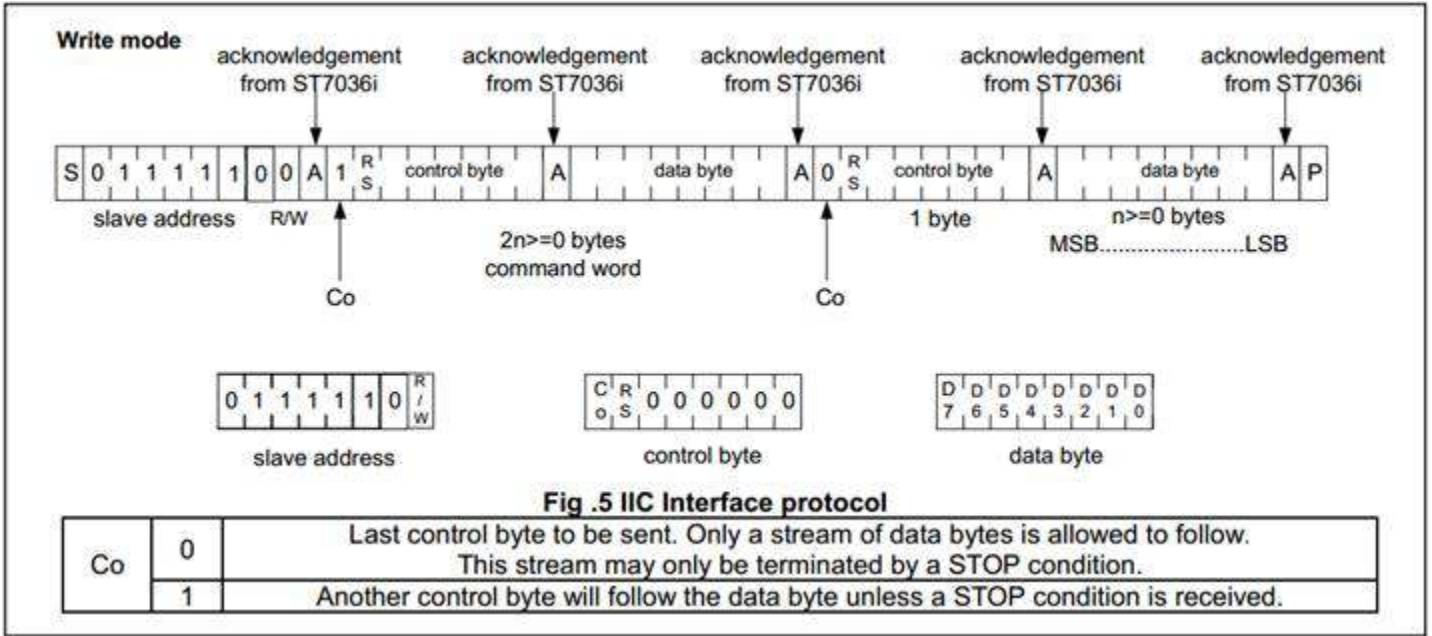 Write mode
acknowledgement acknowledgement acknowledgement acknowledgement acknowledgement
from ST7036i from ST7036i from ST7036i from ST7036i from ST7036i
S 0 1 1 1 1 1 0 0 A 1 RS control byte A data byte A 0 RS control byte A data byte A P
slave address R/W 1 byte n>=0 bytes
2n>=0 bytes MSB....................LSB
command word
Co Co
0 1 1 1 1 1 0 R/W Co RS 0 0 0 0 0 0 D7 D6 D5 D4 D3 D2 D1 D0
slave address control byte data byte
Fig .5 IIC Interface protocol
Co 0 Last control byte to be sent. Only a stream of data bytes is allowed to follow.
This stream may only be terminated by a STOP condition.
1 Another control byte will follow the data byte unless a STOP condition is received.